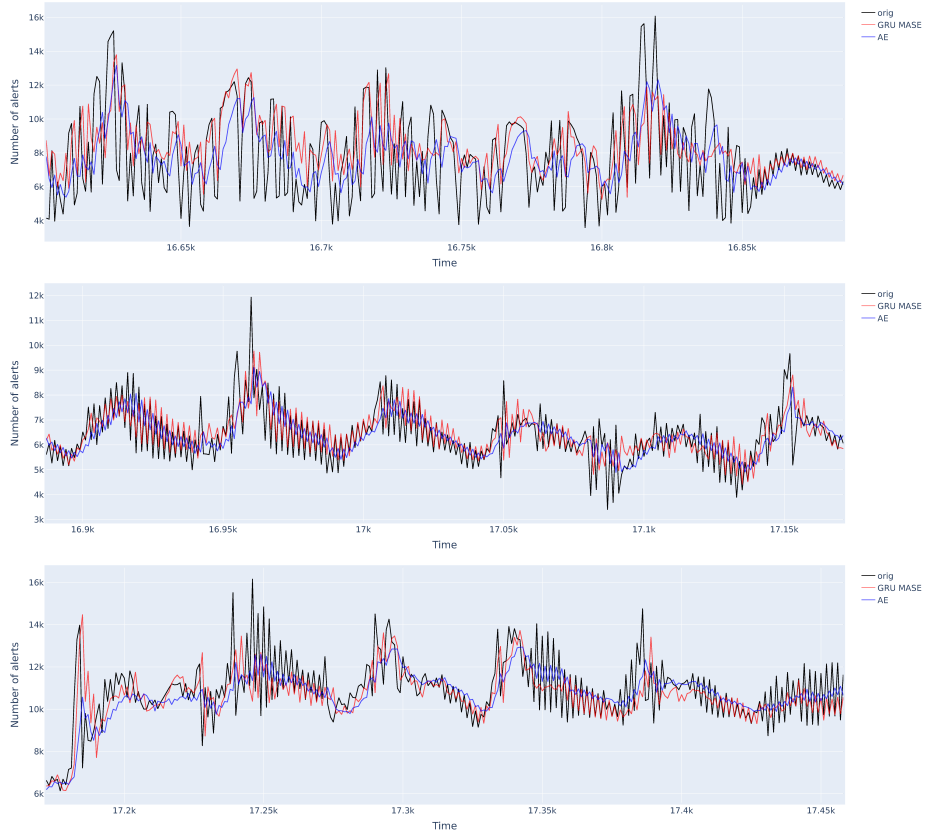 16k
14k
12k
10k
8k
6k
4k
Number of alerts
16.65k 16.7k 16.75k 16.8k 16.85k
Time
orig
GRU MASE
AE
12k
11k
10k
9k
8k
7k
6k
5k
4k
3k
Number of alerts
16.9k 16.95k 17k 17.05k 17.1k 17.15k
Time
orig
GRU MASE
AE
16k
14k
12k
10k
8k
6k
Number of alerts
17.2k 17.25k 17.3k 17.35k 17.4k 17.45k
Time
orig
GRU MASE
AE